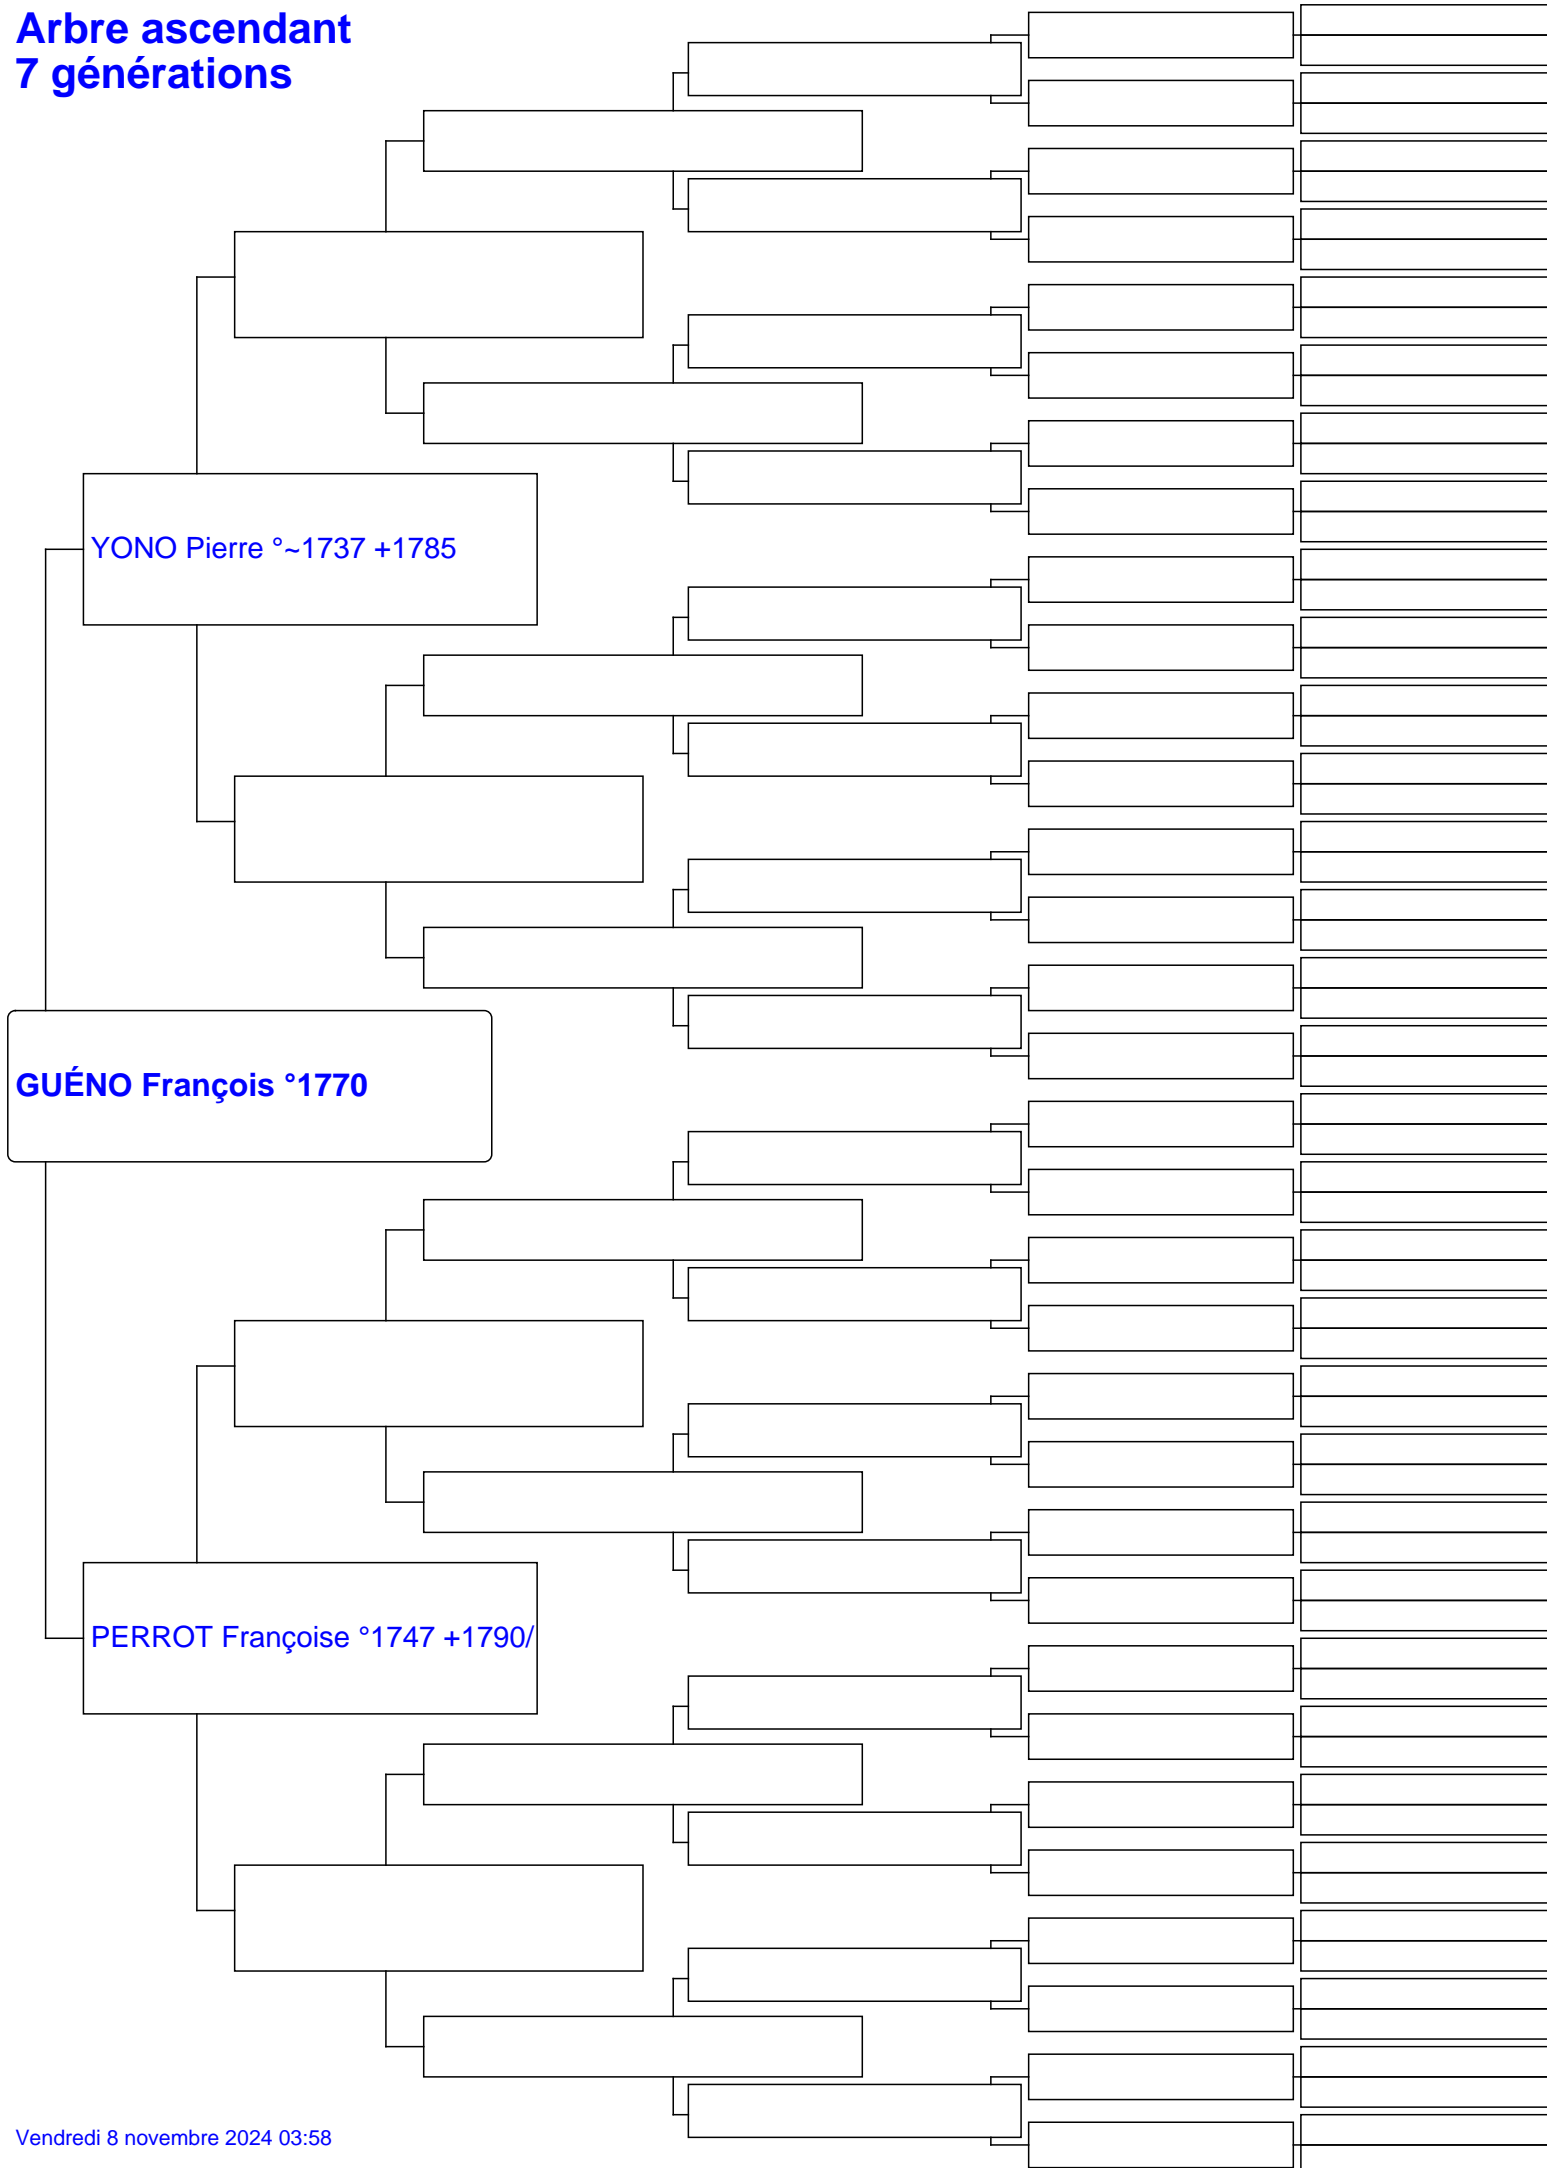 Arbre ascendant
7 générations
YONO Pierre °~1737 +1785
GUÉNO François °1770
PERROT Françoise °1747 +1790/
Vendredi 8 novembre 2024 03:58